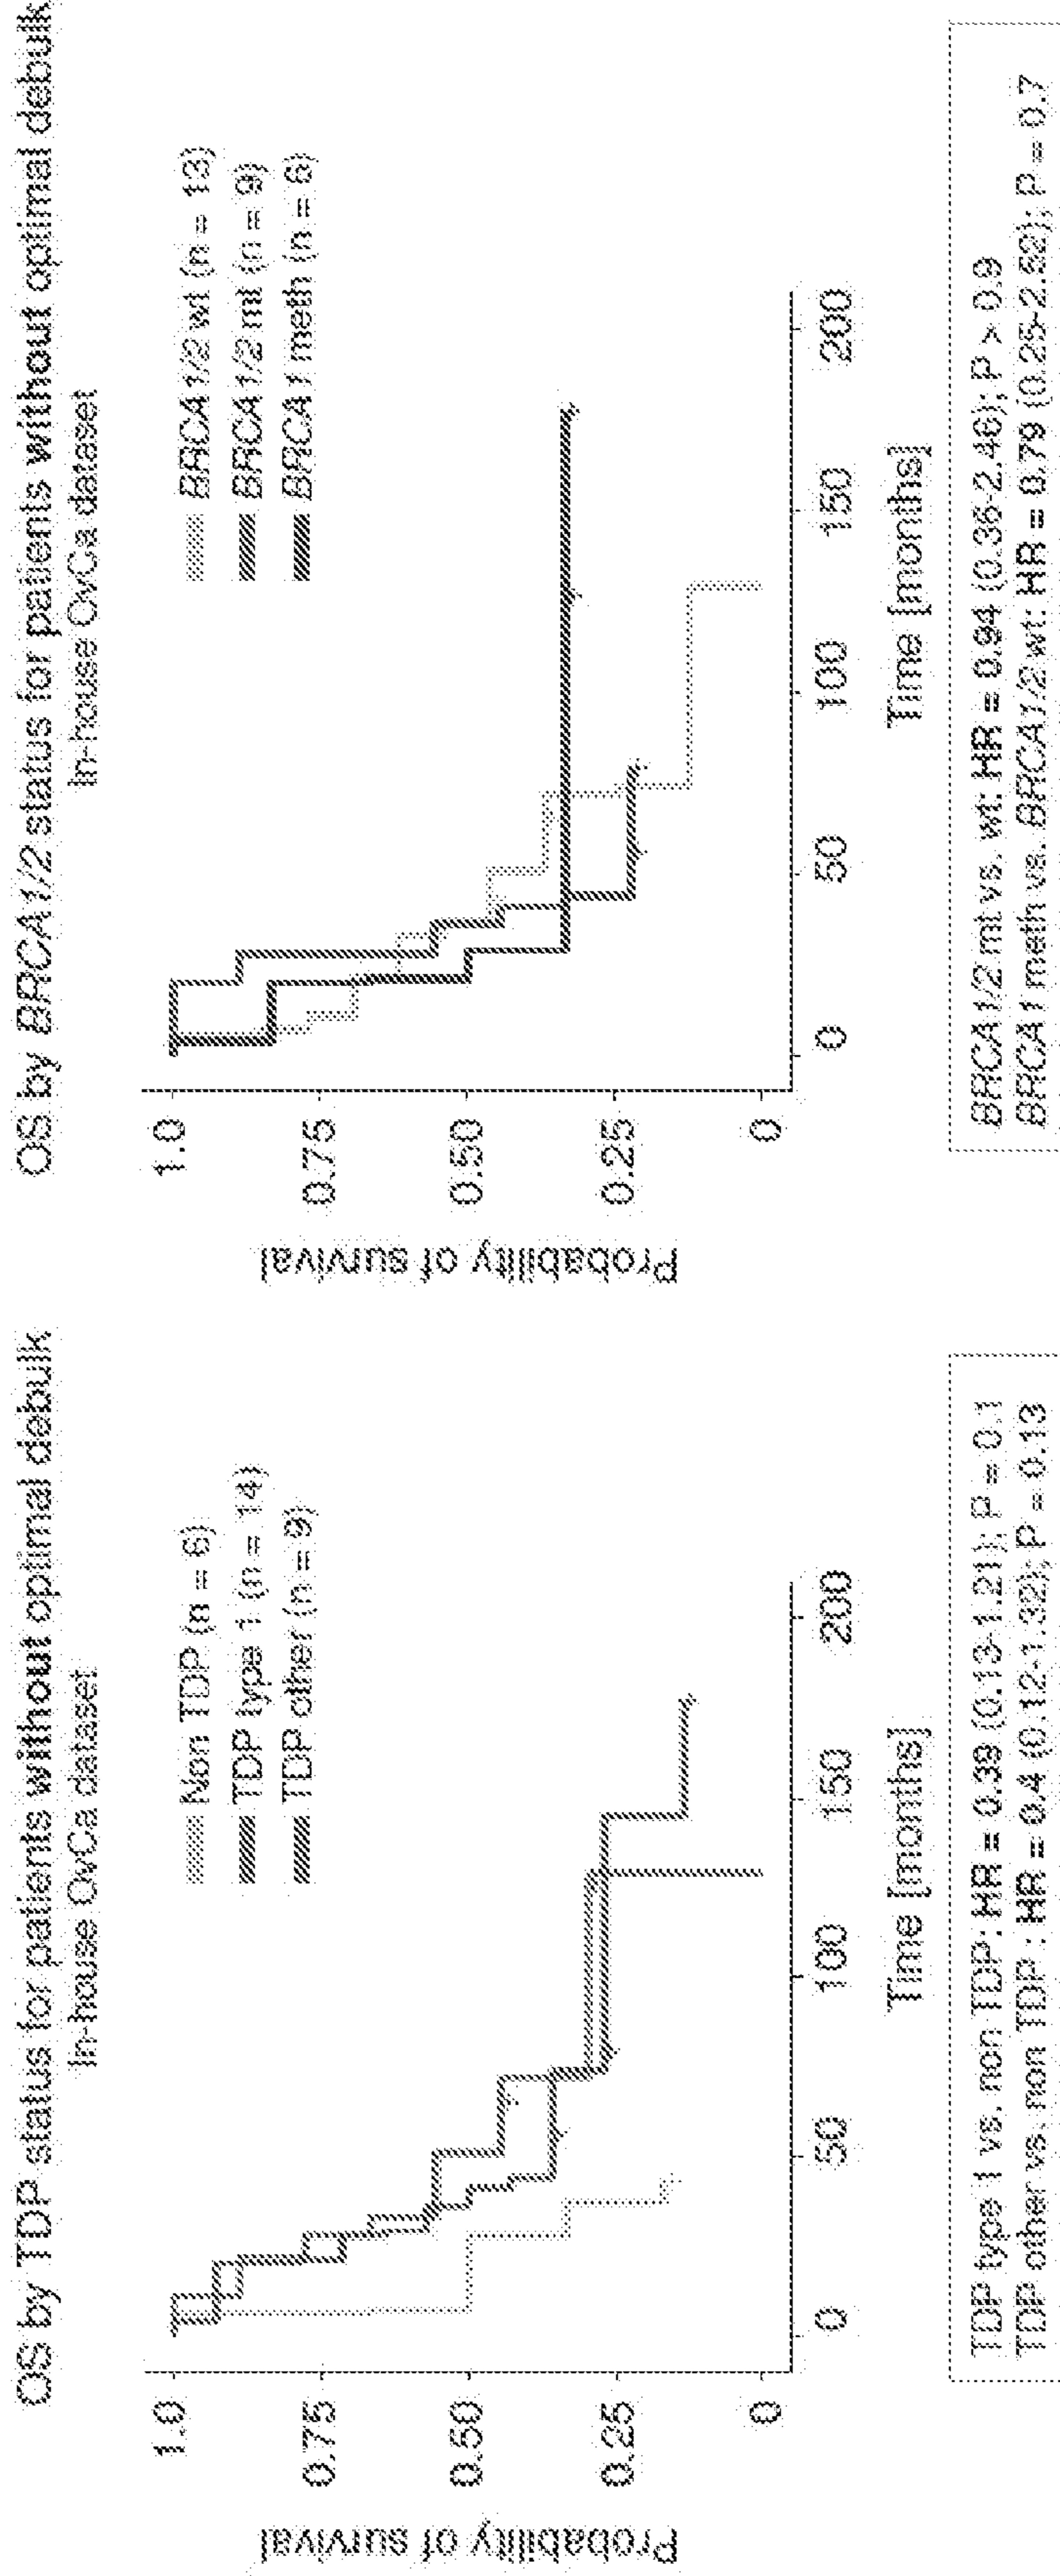 OS by TDP status for patients without optimal debulk
In-house OvCa dataset
Non TDP (n = 6)
TDP type 1 (n = 14)
TDP other (n = 9)
Probability of survival
1.0
0.75
0.50
0.25
0
0
50
100
150
200
Time [months]
TDP type 1 vs. non TDP: HR = 0.39 (0.13-1.21); P = 0.1
TDP other vs. non TDP : HR = 0.4 (0.12-1.32); P = 0.13
OS by BRCA1/2 status for patients without optimal debulk
In-house OvCa dataset
BRCA1/2 wt (n = 13)
BRCA1/2 mt (n = 9)
BRCA1 meth (n = 6)
Probability of survival
1.0
0.75
0.50
0.25
0
0
50
100
150
200
Time [months]
BRCA1/2 mt vs. wt: HR = 0.94 (0.36-2.46); P > 0.9
BRCA1 meth vs. BRCA1/2 wt: HR = 0.79 (0.25-2.52); P = 0.7